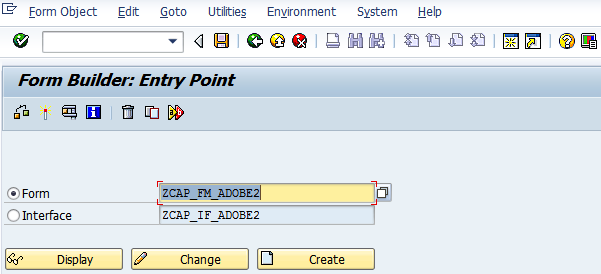 Form Object Edit Goto Utilities Environment System Help
Form Builder: Entry Point
Form ZCAP_FM_ADOBE2
Interface ZCAP_IF_ADOBE2
Display Change Create